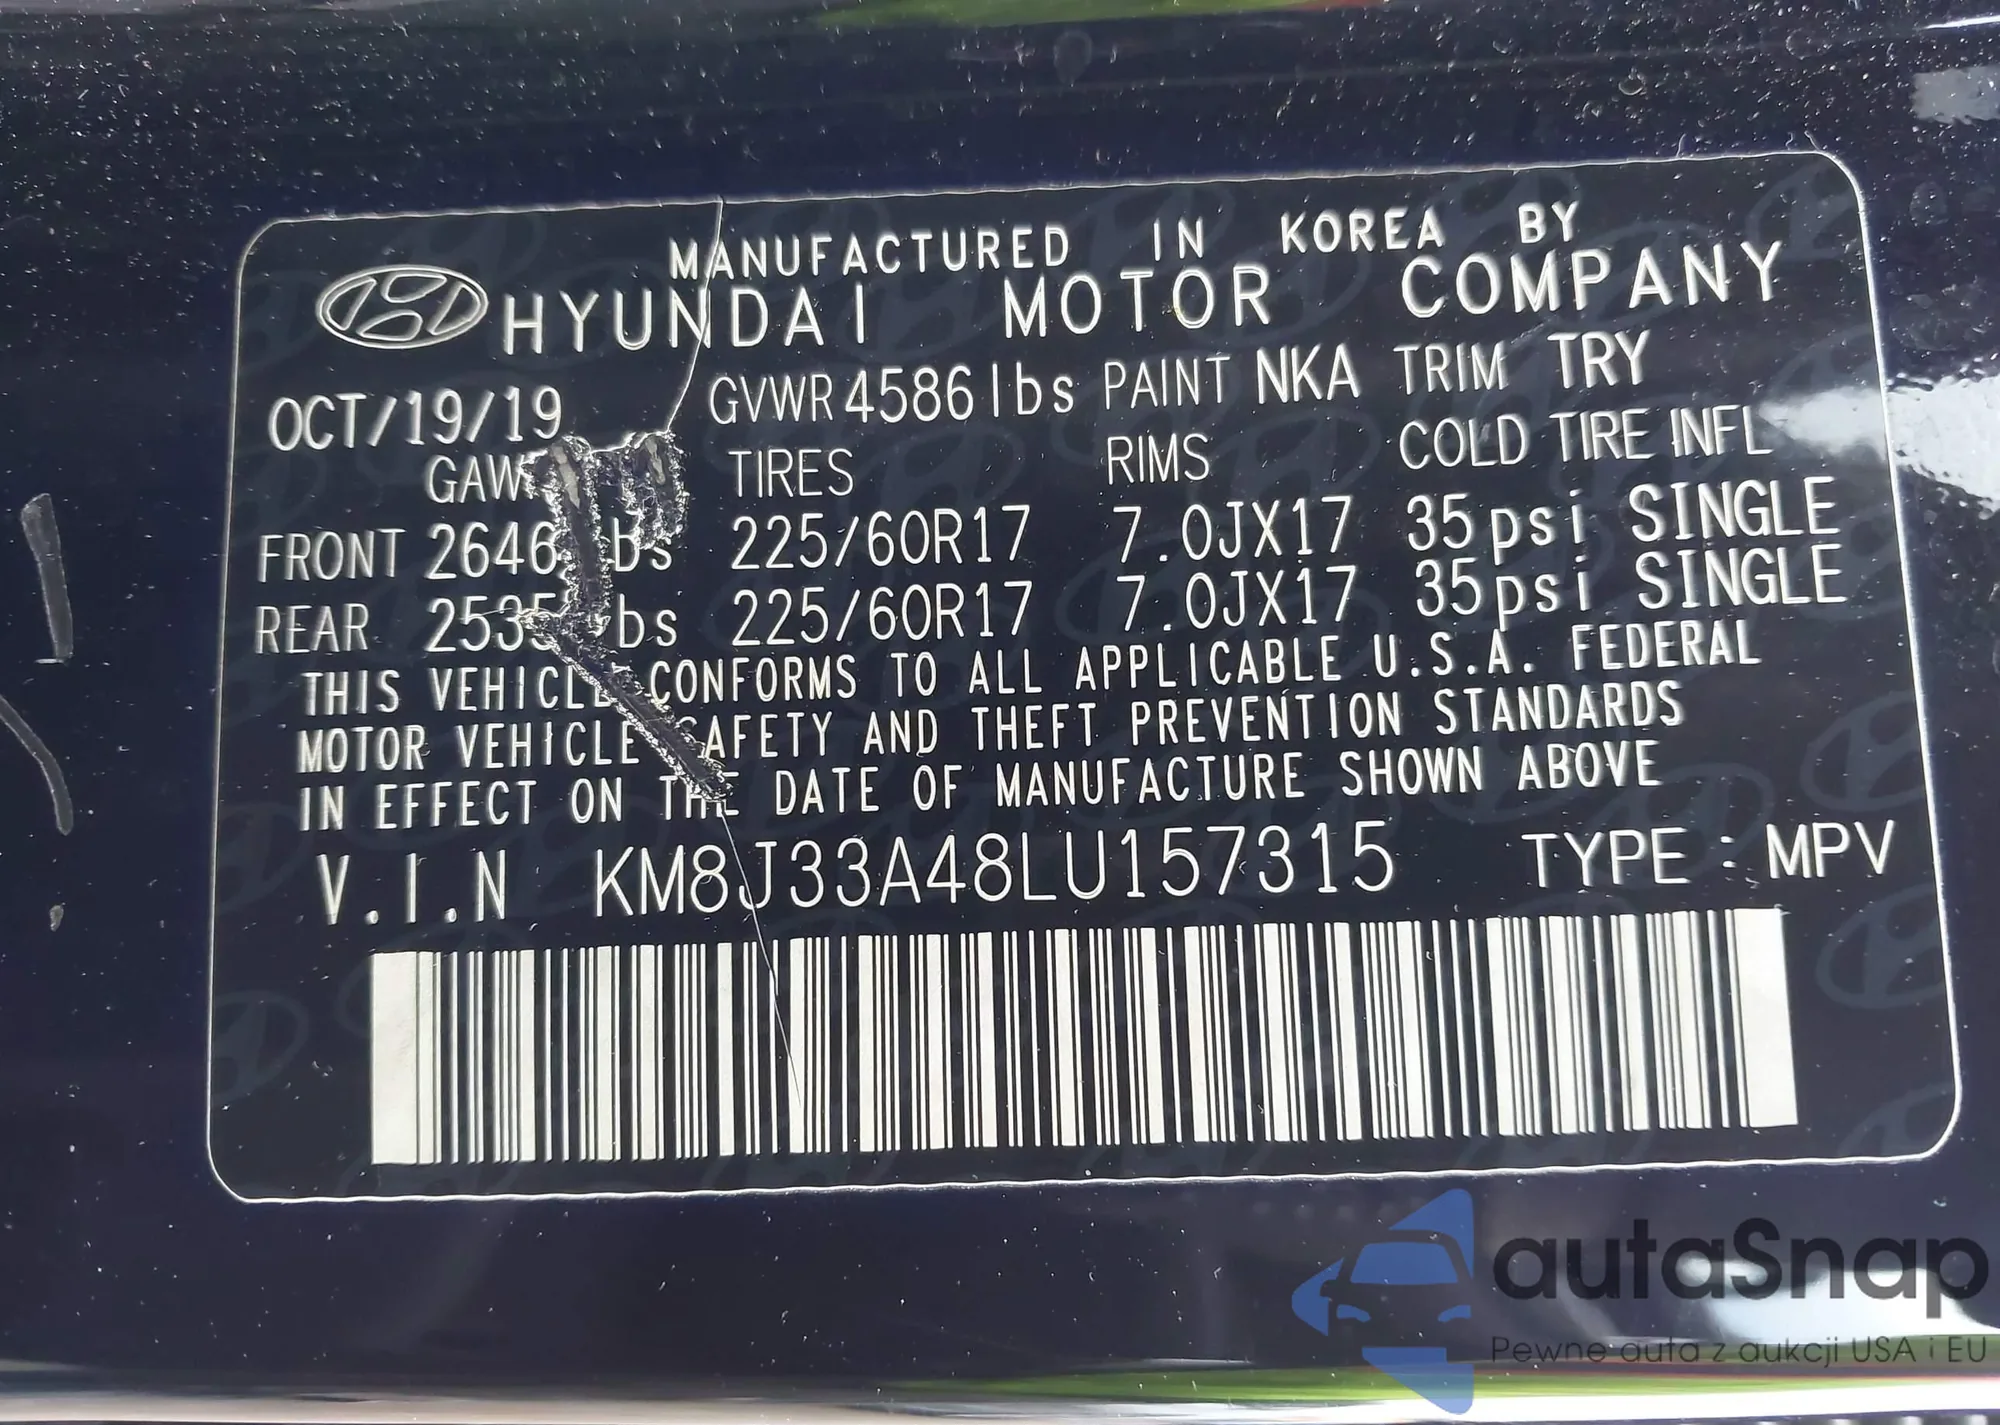 MANUFACTURED IN KOREA BY
HYUNDAI MOTOR COMPANY
OCT/19/19 GVWR 4586lbs PAINT NKA TRIM TRY
TIRES RIMS COLD TIRE INFL
FRONT 225/60R17 7.0JX17 35psi SINGLE
REAR 225/60R17 7.0JX17 35psi SINGLE
THIS VEHICLE CONFORMS TO ALL APPLICABLE U.S.A. FEDERAL
MOTOR VEHICLE SAFETY AND THEFT PREVENTION STANDARDS
IN EFFECT ON THE DATE OF MANUFACTURE SHOWN ABOVE
V.I.N KM8J33A48LU157315 TYPE : MPV
autaSnap
Pewne auta z aukcji USA i EU